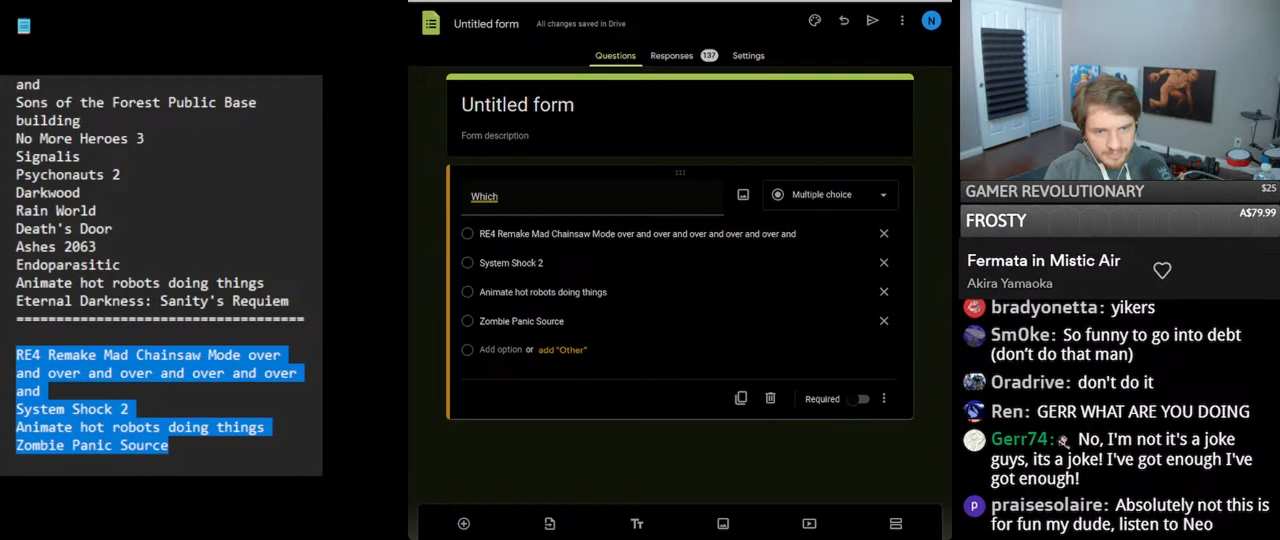 and
Sons of the Forest Public Base
building
No More Heroes 3
Signalis
Psychonauts 2
Darkwood
Rain World
Death's Door
Ashes 2063
Endoparasitic
Animate hot robots doing things
Eternal Darkness: Sanity's Requiem
====================================
RE4 Remake Mad Chainsaw Mode over
and over and over and over and over
and
System Shock 2
Animate hot robots doing things
Zombie Panic Source
Untitled form
All changes saved in Drive
N
Questions
Responses 137
Settings
Untitled form
Form description
Which
Multiple choice
RE4 Remake Mad Chainsaw Mode over and over and over and over and over and
System Shock 2
Animate hot robots doing things
Zombie Panic Source
Add option or add "Other"
Required
Tт
GAMER REVOLUTIONARY $25
FROSTY A$79.99
Fermata in Mistic Air
Akira Yamaoka
bradyonetta: yikers
Sm0ke: So funny to go into debt
(don't do that man)
Oradrive: don't do it
Ren: GERR WHAT ARE YOU DOING
Gerr74: No, I'm not it's a joke
guys, its a joke! I've got enough I've
got enough!
praisesolaire: Absolutely not this is
for fun my dude, listen to Neo